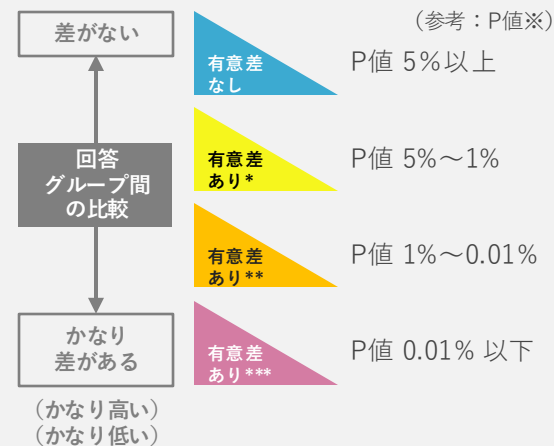 （参考：P値※）
差がない
有意差
なし
P値 5%以上
回答
グループ間
の比較
有意差
あり*
P値 5%～1%
有意差
あり**
P値 1%～0.01%
かなり
差がある
有意差
あり***
P値 0.01% 以下
（かなり高い）
（かなり低い）